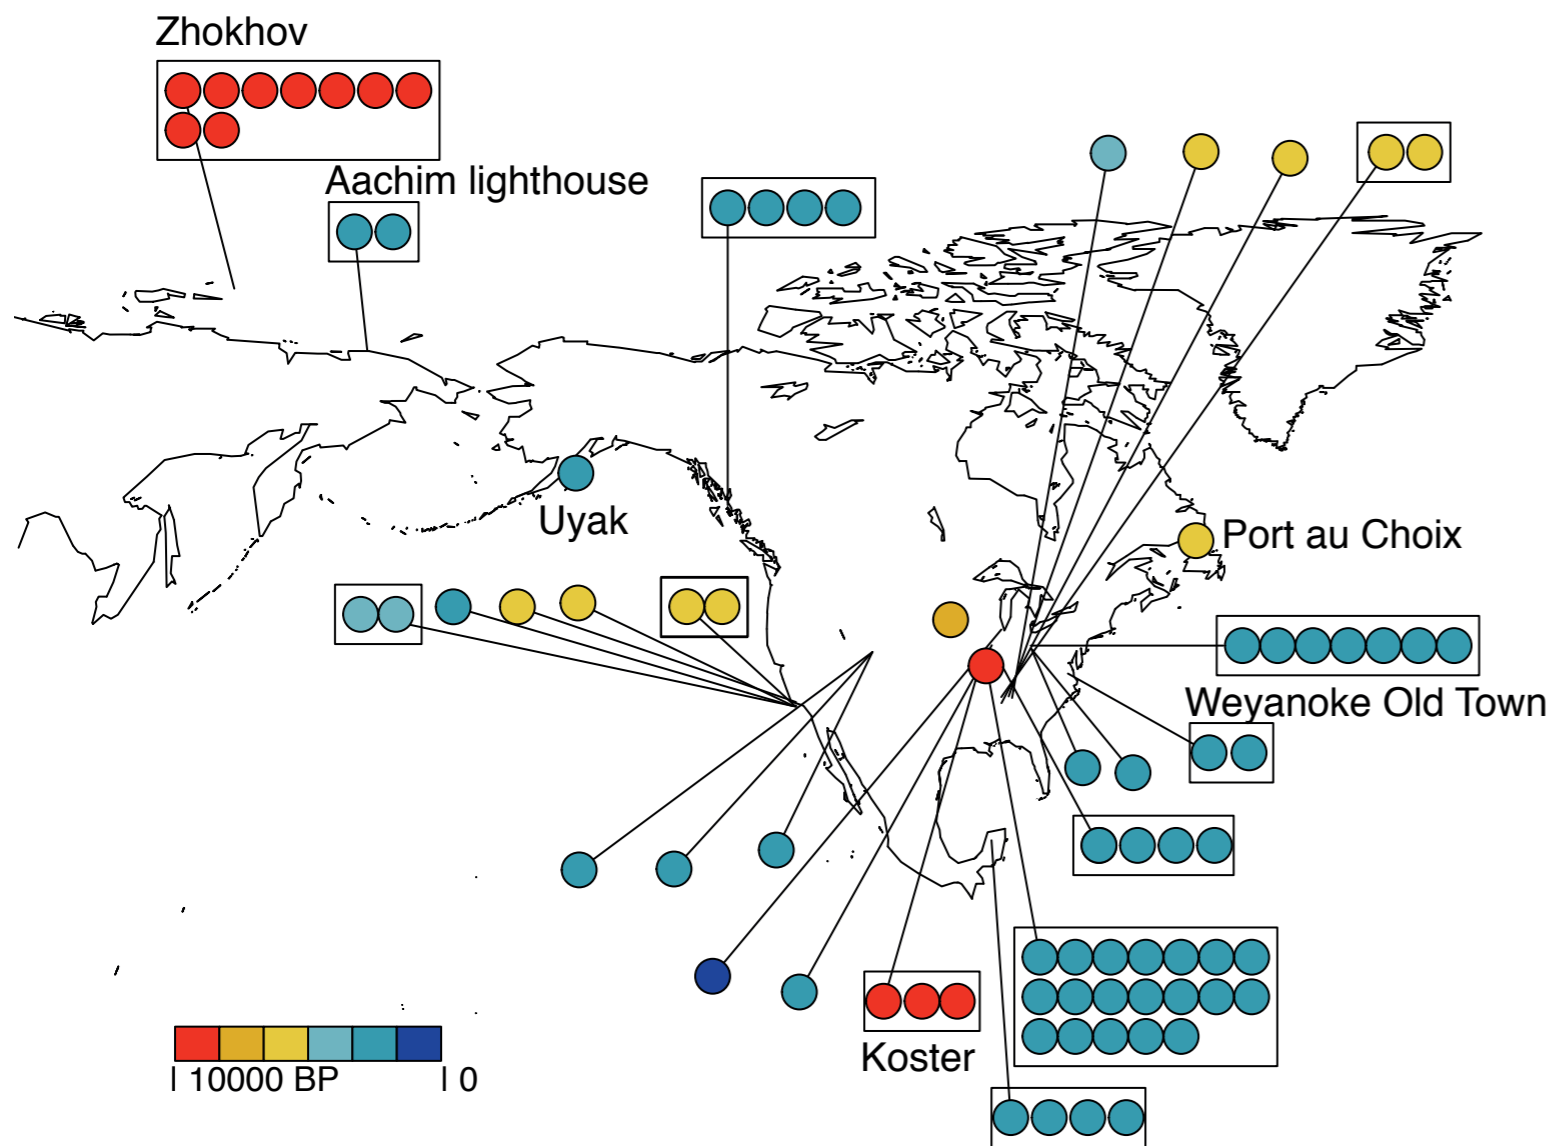 Zhokhov
Aachim lighthouse
Uyak
Port au Choix
Weyanoke Old Town
Koster
10000 BP
0